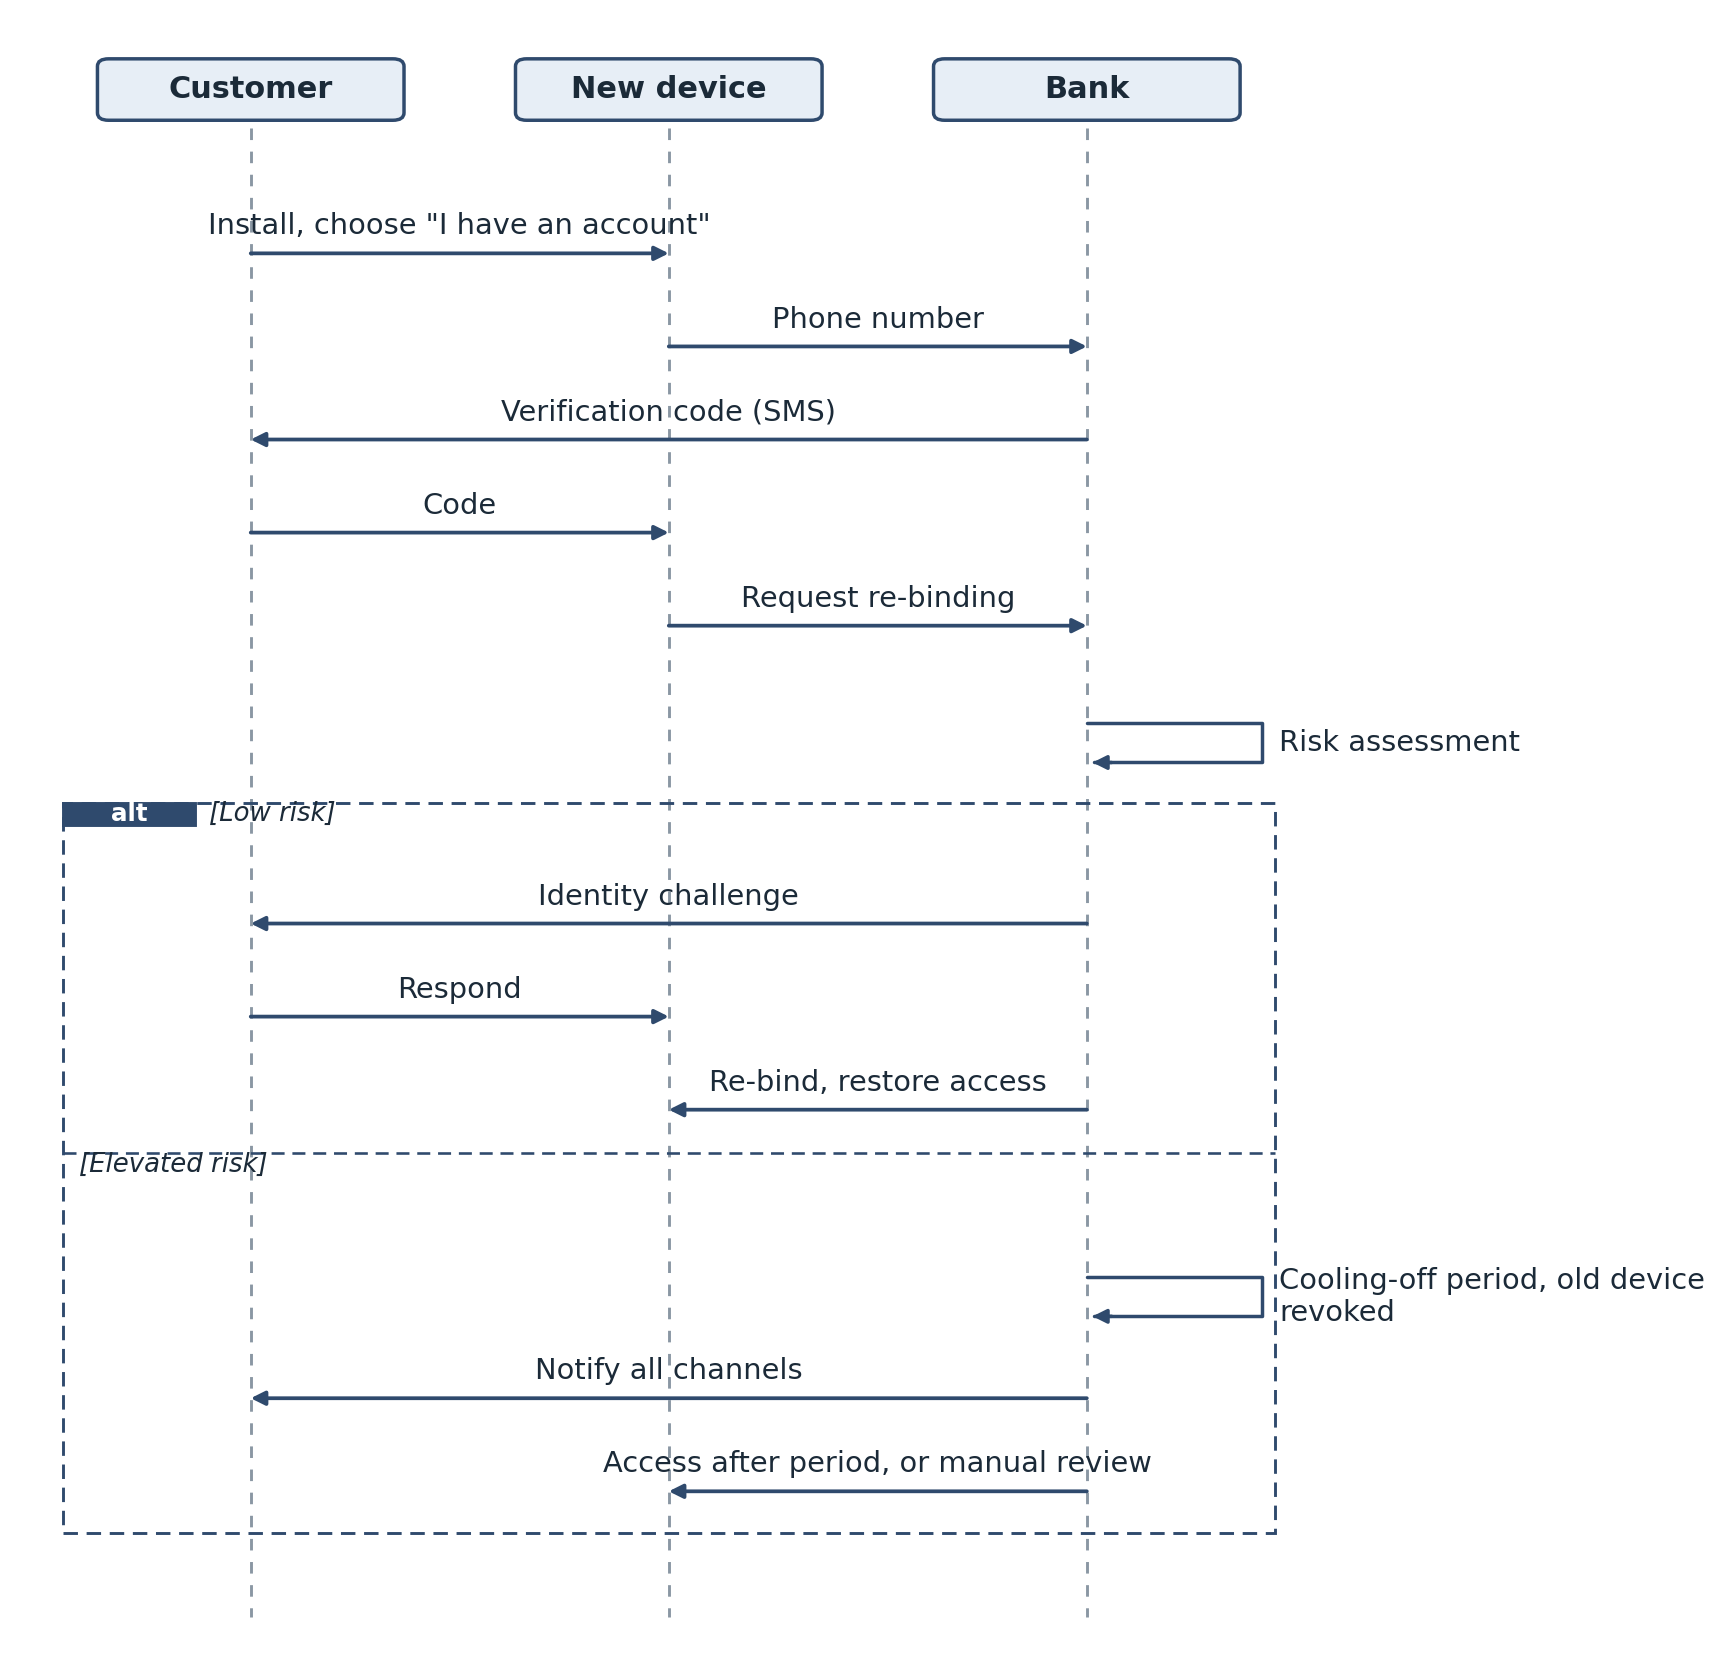 Customer
New device
Bank
Install, choose "I have an account"
Phone number
Verification code (SMS)
Code
Request re-binding
Risk assessment
alt
[Low risk]
Identity challenge
Respond
Re-bind, restore access
[Elevated risk]
Cooling-off period, old device
revoked
Notify all channels
Access after period, or manual review